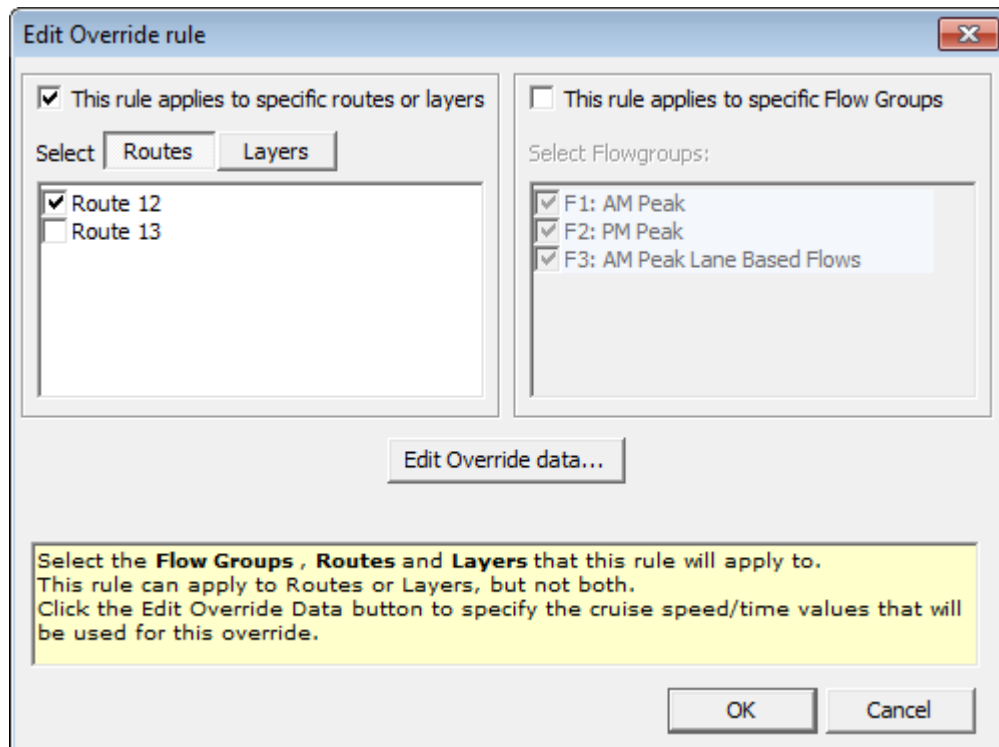 Edit Override rule
This rule applies to specific routes or layers
Select Routes Layers
Route 12
Route 13
This rule applies to specific Flow Groups
Select Flowgroups:
F1: AM Peak
F2: PM Peak
F3: AM Peak Lane Based Flows
Edit Override data...
Select the Flow Groups , Routes and Layers that this rule will apply to.
This rule can apply to Routes or Layers, but not both.
Click the Edit Override Data button to specify the cruise speed/time values that will
be used for this override.
OK Cancel